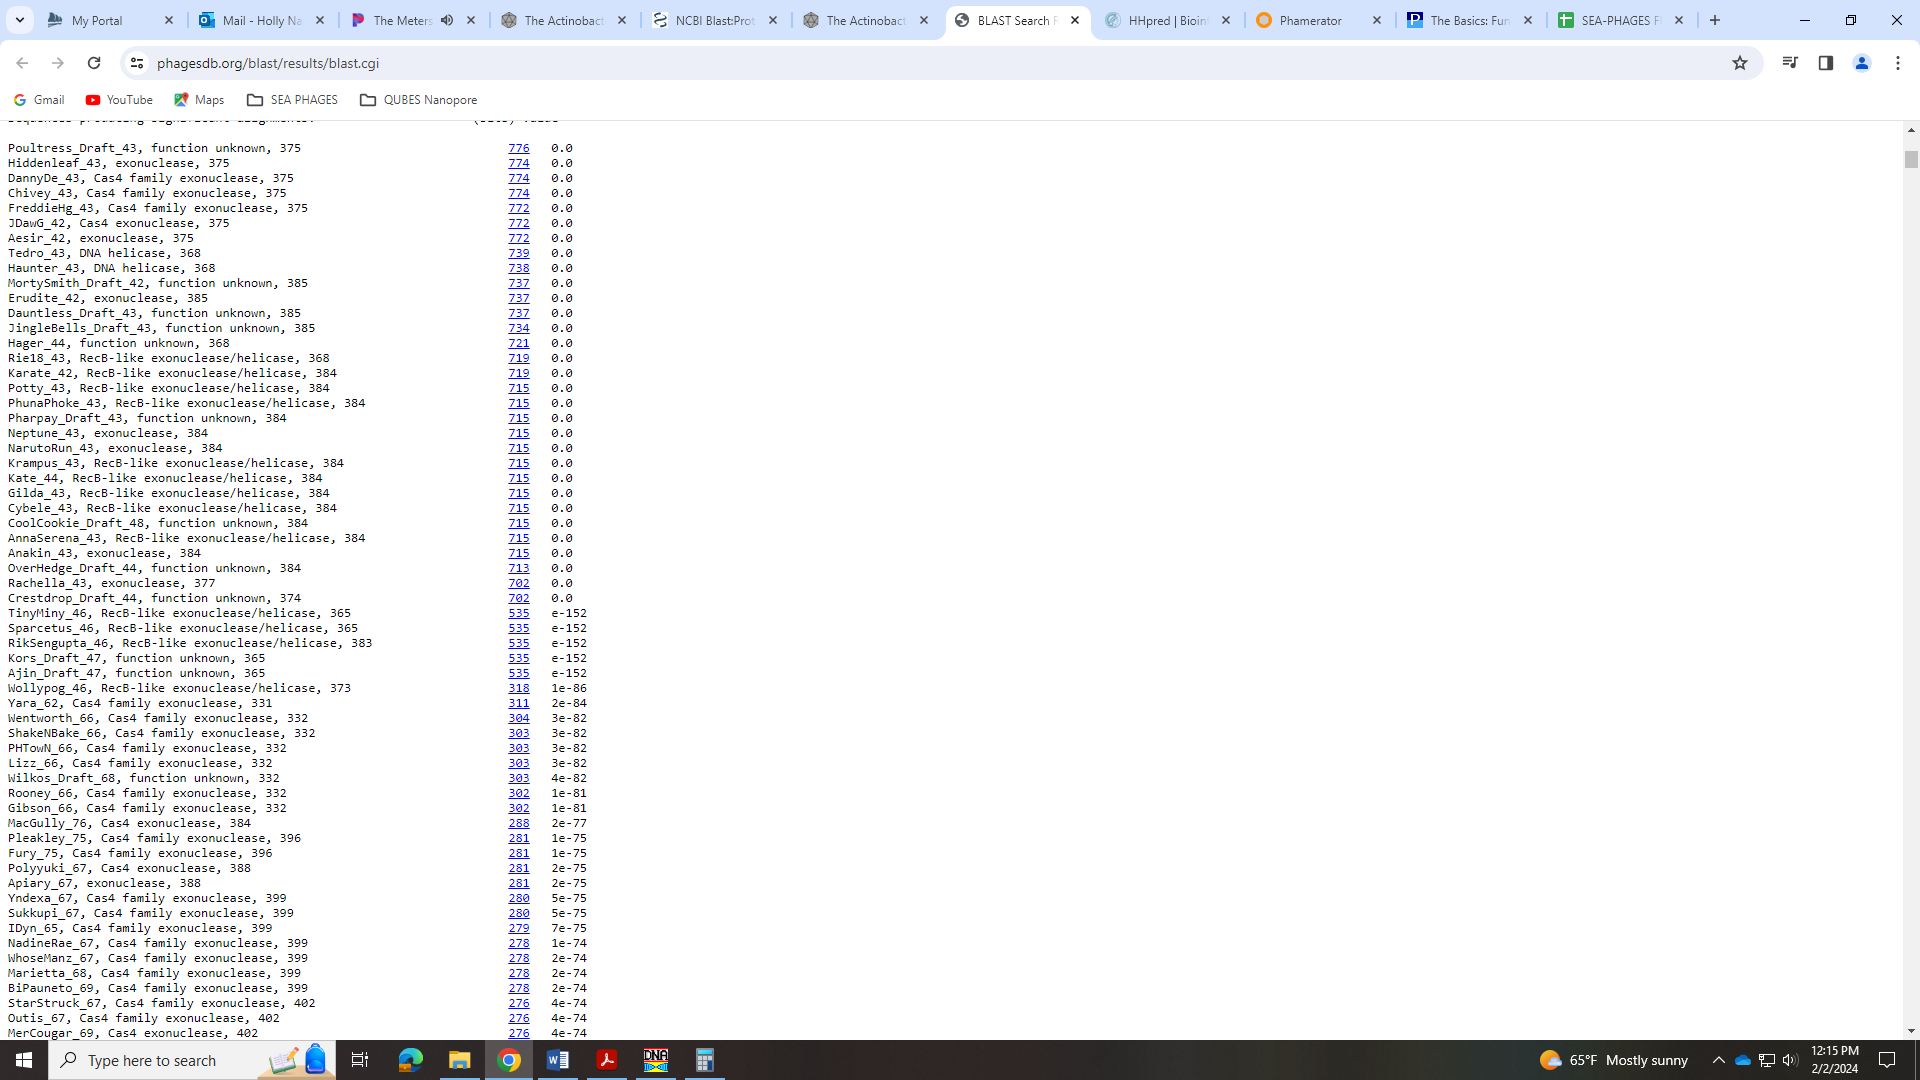 My Portal
Mail - Holly Na
The Meters
The Actinobact
NCBI Blast:Prot
The Actinobact
BLAST Search R
HHpred | Bioinf
Phamerator
The Basics: Fun
SEA-PHAGES F
phagesdb.org/blast/results/blast.cgi
Gmail
YouTube
Maps
SEA PHAGES
QUBES Nanopore
Poultress_Draft_43, function unknown, 375 776 0.0
Hiddenleaf_43, exonuclease, 375 774 0.0
DannyDe_43, Cas4 family exonuclease, 375 774 0.0
Chivey_43, Cas4 family exonuclease, 375 774 0.0
FreddieHg_43, Cas4 family exonuclease, 375 772 0.0
JDawG_42, Cas4 exonuclease, 375 772 0.0
Aesir_42, exonuclease, 375 772 0.0
Tedro_43, DNA helicase, 368 739 0.0
Haunter_43, DNA helicase, 368 738 0.0
MortySmith_Draft_42, function unknown, 385 737 0.0
Erudite_42, exonuclease, 385 737 0.0
Dauntless_Draft_43, function unknown, 385 737 0.0
JingleBells_Draft_43, function unknown, 385 734 0.0
Hager_44, function unknown, 368 721 0.0
Rie18_43, RecB-like exonuclease/helicase, 368 719 0.0
Karate_42, RecB-like exonuclease/helicase, 384 719 0.0
Potty_43, RecB-like exonuclease/helicase, 384 715 0.0
PhunaPhoke_43, RecB-like exonuclease/helicase, 384 715 0.0
Pharpay_Draft_43, function unknown, 384 715 0.0
Neptune_43, exonuclease, 384 715 0.0
NarutoRun_43, exonuclease, 384 715 0.0
Krampus_43, RecB-like exonuclease/helicase, 384 715 0.0
Kate_44, RecB-like exonuclease/helicase, 384 715 0.0
Gilda_43, RecB-like exonuclease/helicase, 384 715 0.0
Cybele_43, RecB-like exonuclease/helicase, 384 715 0.0
CoolCookie_Draft_48, function unknown, 384 715 0.0
AnnaSerena_43, RecB-like exonuclease/helicase, 384 715 0.0
Anakin_43, exonuclease, 384 715 0.0
OverHedge_Draft_44, function unknown, 384 713 0.0
Rachella_43, exonuclease, 377 702 0.0
Crestdrop_Draft_44, function unknown, 374 702 0.0
TinyMiny_46, RecB-like exonuclease/helicase, 365 535 e-152
Sparcetus_46, RecB-like exonuclease/helicase, 365 535 e-152
RikSengupta_46, RecB-like exonuclease/helicase, 383 535 e-152
Kors_Draft_47, function unknown, 365 535 e-152
Ajin_Draft_47, function unknown, 365 535 e-152
Wollypog_46, RecB-like exonuclease/helicase, 373 318 1e-86
Yara_62, Cas4 family exonuclease, 331 311 2e-84
Wentworth_66, Cas4 family exonuclease, 332 304 3e-82
ShakeNBake_66, Cas4 family exonuclease, 332 303 3e-82
PHTowN_66, Cas4 family exonuclease, 332 303 3e-82
Lizz_66, Cas4 family exonuclease, 332 303 3e-82
Wilkos_Draft_68, function unknown, 332 303 4e-82
Rooney_66, Cas4 family exonuclease, 332 302 1e-81
Gibson_66, Cas4 family exonuclease, 332 302 1e-81
MacGully_76, Cas4 exonuclease, 384 288 2e-77
Pleakley_75, Cas4 family exonuclease, 396 281 1e-75
Fury_75, Cas4 family exonuclease, 396 281 1e-75
Polyyuki_67, Cas4 exonuclease, 388 281 2e-75
Apiary_67, exonuclease, 388 281 2e-75
Yndexa_67, Cas4 family exonuclease, 399 280 5e-75
Sukkupi_67, Cas4 family exonuclease, 399 280 5e-75
IDyn_65, Cas4 family exonuclease, 399 279 7e-75
NadineRae_67, Cas4 family exonuclease, 399 278 1e-74
WhoseManz_67, Cas4 family exonuclease, 399 278 2e-74
Marietta_68, Cas4 family exonuclease, 399 278 2e-74
BiPauneto_69, Cas4 family exonuclease, 399 278 2e-74
StarStruck_67, Cas4 family exonuclease, 402 276 4e-74
Outis_67, Cas4 family exonuclease, 402 276 4e-74
MerCougar_69, Cas4 exonuclease, 402 276 4e-74
Type here to search
DNA
65°F Mostly sunny
12:15 PM
2/2/2024